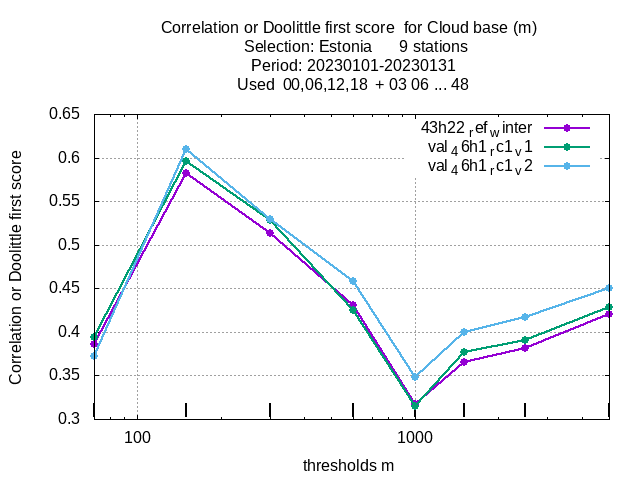 Correlation or Doolittle first score  for Cloud base (m)
Selection: Estonia      9 stations
Period: 20230101-20230131
Used  00,06,12,18  + 03 06 ... 48
43h22_ref_winter
val_46h1_rc1_v1
val_46h1_rc1_v2
Correlation or Doolittle first score
0.65
0.6
0.55
0.5
0.45
0.4
0.35
0.3
100
1000
thresholds m